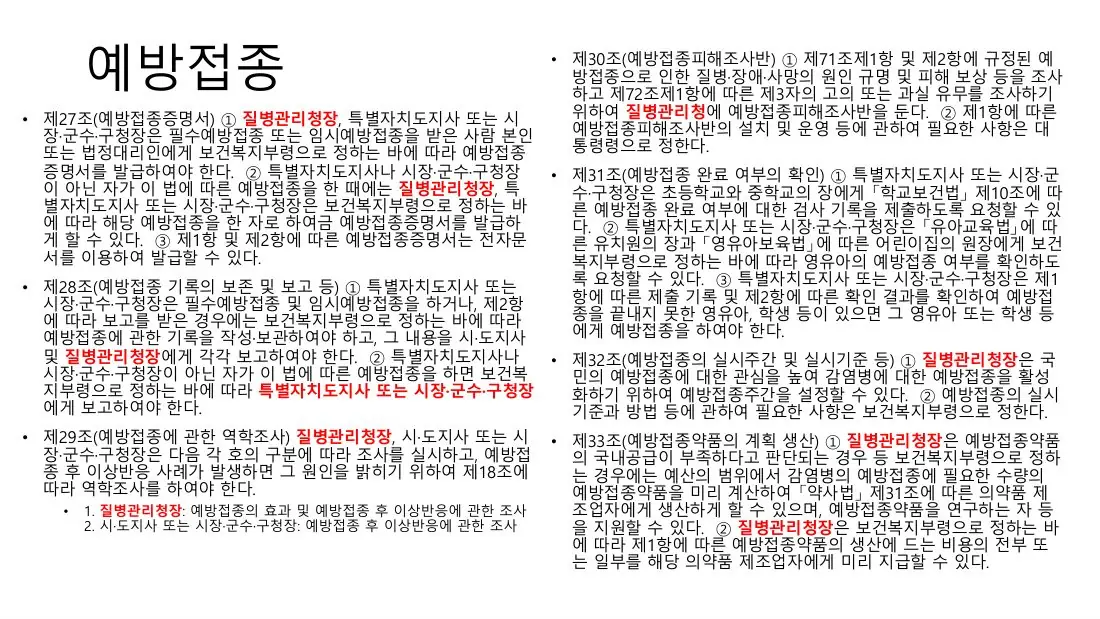 예방접종
• 제27조(예방접종증명서) ① 질병관리청장, 특별자치도지사 또는 시
장·군수·구청장은 필수예방접종 또는 임시예방접종을 받은 사람 본인
또는 법정대리인에게 보건복지부령으로 정하는 바에 따라 예방접종
증명서를 발급하여야 한다. ② 특별자치도지사나 시장·군수·구청장
이 아닌 자가 이 법에 따른 예방접종을 한 때에는 질병관리청장, 특
별자치도지사 또는 시장·군수·구청장은 보건복지부령으로 정하는 바
에 따라 해당 예방접종을 한 자로 하여금 예방접종증명서를 발급하
게 할 수 있다. ③ 제1항 및 제2항에 따른 예방접종증명서는 전자문
서를 이용하여 발급할 수 있다.
• 제28조(예방접종 기록의 보존 및 보고 등) ① 특별자치도지사 또는
시장·군수·구청장은 필수예방접종 및 임시예방접종을 하거나, 제2항
에 따라 보고를 받은 경우에는 보건복지부령으로 정하는 바에 따라
예방접종에 관한 기록을 작성·보관하여야 하고, 그 내용을 시·도지사
및 질병관리청장에게 각각 보고하여야 한다. ② 특별자치도지사나
시장·군수·구청장이 아닌 자가 이 법에 따른 예방접종을 하면 보건복
지부령으로 정하는 바에 따라 특별자치도지사 또는 시장·군수·구청장
에게 보고하여야 한다.
• 제29조(예방접종에 관한 역학조사) 질병관리청장, 시·도지사 또는 시
장·군수·구청장은 다음 각 호의 구분에 따라 조사를 실시하고, 예방접
종 후 이상반응 사례가 발생하면 그 원인을 밝히기 위하여 제18조에
따라 역학조사를 하여야 한다.
• 1. 질병관리청장: 예방접종의 효과 및 예방접종 후 이상반응에 관한 조사
2. 시·도지사 또는 시장·군수·구청장: 예방접종 후 이상반응에 관한 조사
• 제30조(예방접종피해조사반) ① 제71조제1항 및 제2항에 규정된 예
방접종으로 인한 질병·장애·사망의 원인 규명 및 피해 보상 등을 조사
하고 제72조제1항에 따른 제3자의 고의 또는 과실 유무를 조사하기
위하여 질병관리청에 예방접종피해조사반을 둔다. ② 제1항에 따른
예방접종피해조사반의 설치 및 운영 등에 관하여 필요한 사항은 대
통령령으로 정한다.
• 제31조(예방접종 완료 여부의 확인) ① 특별자치도지사 또는 시장·군
수·구청장은 초등학교와 중학교의 장에게 「학교보건법」 제10조에 따
른 예방접종 완료 여부에 대한 검사 기록을 제출하도록 요청할 수 있
다. ② 특별자치도지사 또는 시장·군수·구청장은 「유아교육법」에 따
른 유치원의 장과 「영유아보육법」에 따른 어린이집의 원장에게 보건
복지부령으로 정하는 바에 따라 영유아의 예방접종 여부를 확인하도
록 요청할 수 있다. ③ 특별자치도지사 또는 시장·군수·구청장은 제1
항에 따른 제출 기록 및 제2항에 따른 확인 결과를 확인하여 예방접
종을 끝내지 못한 영유아, 학생 등이 있으면 그 영유아 또는 학생 등
에게 예방접종을 하여야 한다.
• 제32조(예방접종의 실시주간 및 실시기준 등) ① 질병관리청장은 국
민의 예방접종에 대한 관심을 높여 감염병에 대한 예방접종을 활성
화하기 위하여 예방접종주간을 설정할 수 있다. ② 예방접종의 실시
기준과 방법 등에 관하여 필요한 사항은 보건복지부령으로 정한다.
• 제33조(예방접종약품의 계획 생산) ① 질병관리청장은 예방접종약품
의 국내공급이 부족하다고 판단되는 경우 등 보건복지부령으로 정하
는 경우에는 예산의 범위에서 감염병의 예방접종에 필요한 수량의
예방접종약품을 미리 계산하여 「약사법」 제31조에 따른 의약품 제
조업자에게 생산하게 할 수 있으며, 예방접종약품을 연구하는 자 등
을 지원할 수 있다. ② 질병관리청장은 보건복지부령으로 정하는 바
에 따라 제1항에 따른 예방접종약품의 생산에 드는 비용의 전부 또
는 일부를 해당 의약품 제조업자에게 미리 지급할 수 있다.